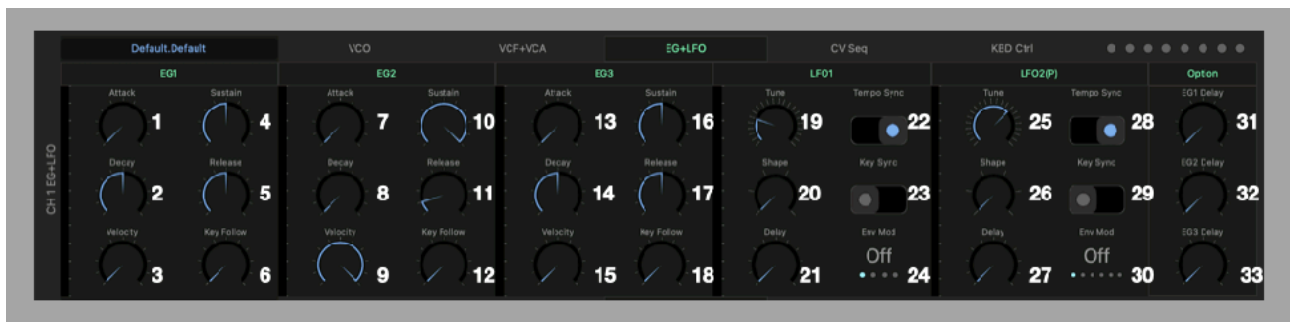 Default.Default VCO VCF+VCA EG+LFO CV Seq KBD Ctrl
EG1 EG2 EG3 LFO1 LFO2(P) Opton
Attack Sustain Attack Sustain Attack Sustain Tune Tempo Sync Tune Tempo Sync EG1 Delay
1 4 7 10 13 16 19 22 25 28 31
Decay Release Decay Release Decay Release Shape Key Sync Shape Key Sync EG2 Delay
2 5 8 11 14 17 20 23 26 29 32
Velocity Key Follow Velocity Key Follow Velocity Key Follow Delay Env Mod Delay Env Mod EG3 Delay
Off Off
3 6 9 12 15 18 21 24 27 30 33
CH 1 EG+LFO